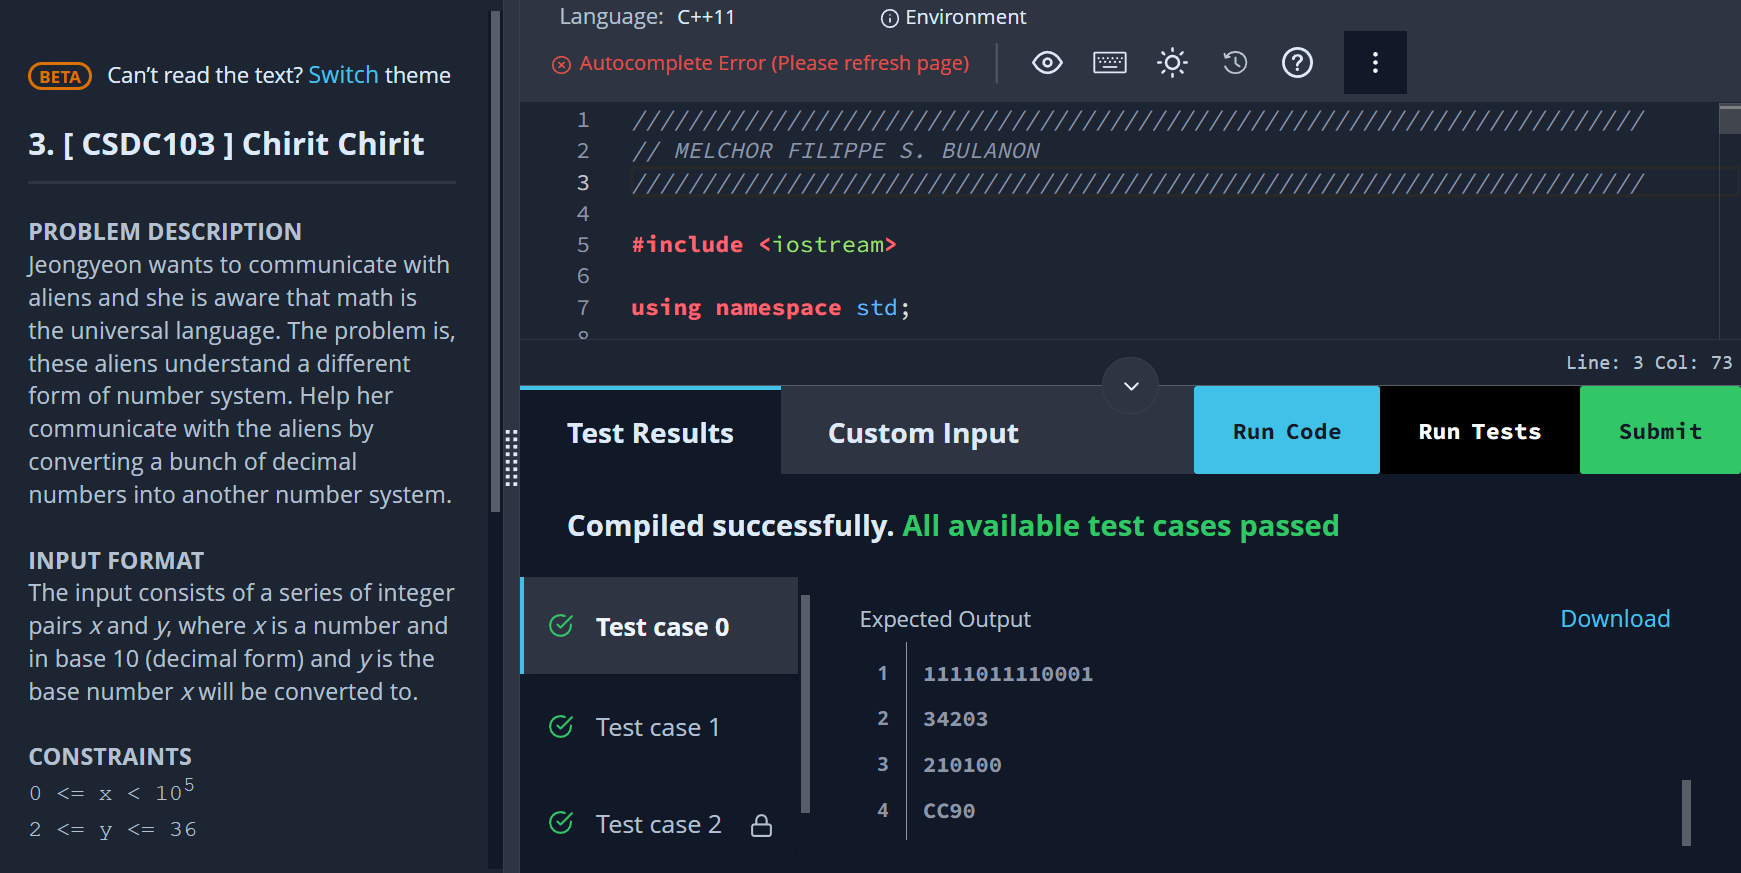 BETA Can't read the text? Switch theme
3. [ CSDC103 ] Chirit Chirit
PROBLEM DESCRIPTION
Jeongyeon wants to communicate with
aliens and she is aware that math is
the universal language. The problem is,
these aliens understand a different
form of number system. Help her
communicate with the aliens by
converting a bunch of decimal
numbers into another number system.
INPUT FORMAT
The input consists of a series of integer
pairs x and y, where x is a number and
in base 10 (decimal form) and y is the
base number x will be converted to.
CONSTRAINTS
0 <= x < 10^5
2 <= y <= 36
Language: C++11
Environment
Autocomplete Error (Please refresh page)
1 ////////////////////////////////////////////////////////////////////////
2 // MELCHOR FILIPPE S. BULANON
3 ////////////////////////////////////////////////////////////////////////
4
5 #include <iostream>
6
7 using namespace std;
8
Line: 3 Col: 73
Test Results
Custom Input
Run Code
Run Tests
Submit
Compiled successfully. All available test cases passed
Test case 0
Test case 1
Test case 2
Expected Output
Download
1 1111011110001
2 34203
3 210100
4 CC90